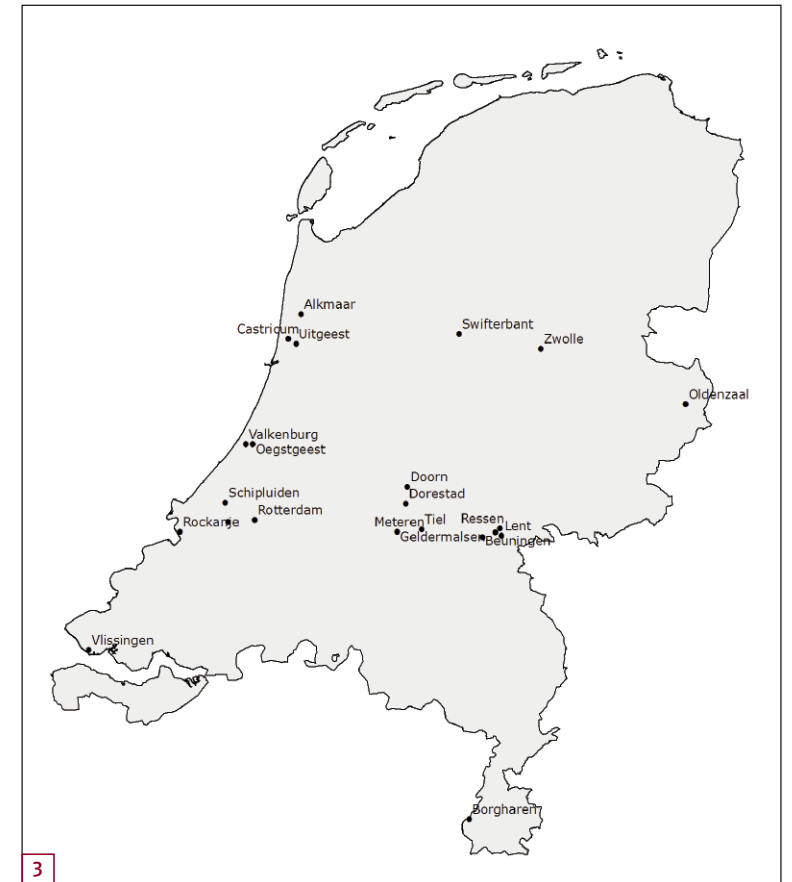 Alkmaar
Castricum
Uitgeest
Swifterbant
Zwolle
Oldenzaal
Valkenburg
Oegstgeest
Doorn
Dorestad
Schipluiden
Rotterdam
Rockanje
Meteren
Tiel
Ressen
Lent
Geldermalsen
Beuningen
Vlissingen
Borgharen
3